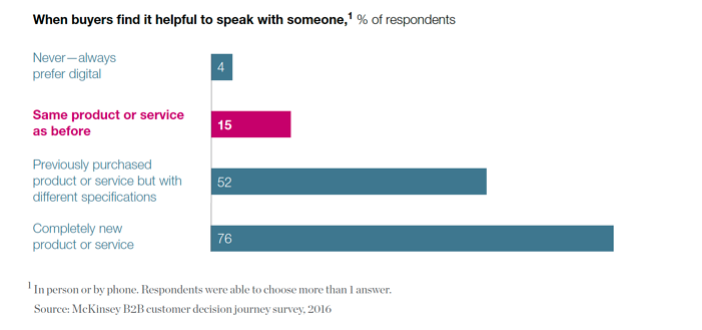 When buyers find it helpful to speak with someone,¹ % of respondents
Never—always
prefer digital
4
Same product or service
as before
15
Previously purchased
product or service but with
different specifications
52
Completely new
product or service
76
¹ In person or by phone. Respondents were able to choose more than 1 answer.
Source: McKinsey B2B customer decision journey survey, 2016